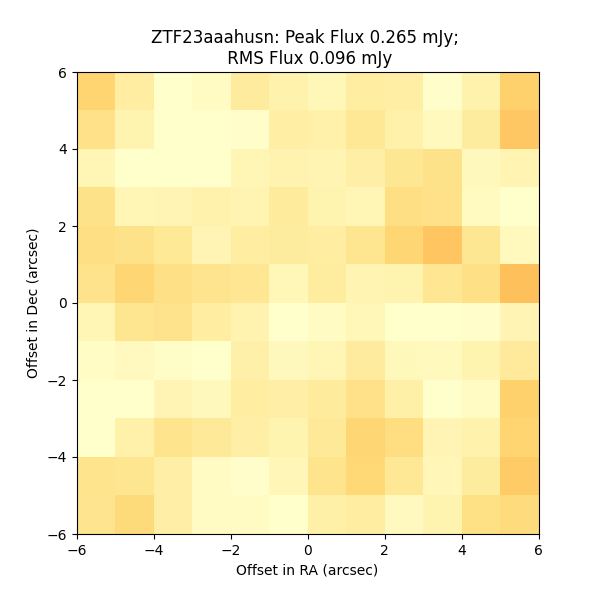 ZTF23aaahusn: Peak Flux 0.265 mJy;
RMS Flux 0.096 mJy
6
4
2
0
−2
−4
−6
Offset in Dec (arcsec)
−6 −4 −2 0 2 4 6
Offset in RA (arcsec)